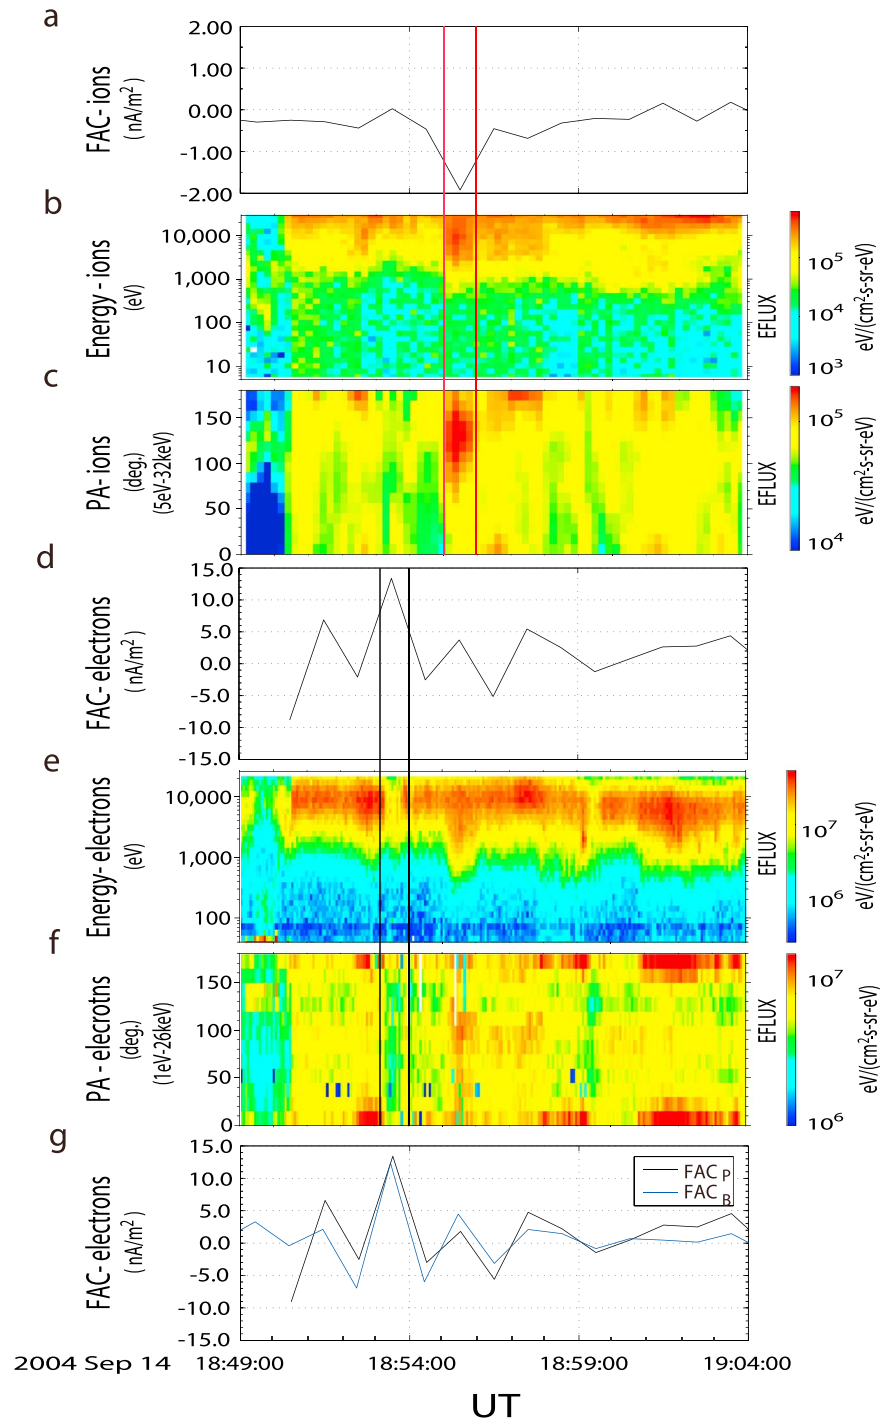 a
FAC-ions
(nA/m²)
2.00
1.00
0.00
-1.00
-2.00
b
Energy-ions
(eV)
10,000
1,000
100
10
10⁵
10⁴
10³
EFLUX
eV/(cm²-s-sr-eV)
c
PA-ions
(deg.)
(5eV-32keV)
150
100
50
0
10⁵
10⁴
EFLUX
eV/(cm²-s-sr-eV)
d
FAC-electrons
(nA/m²)
15.0
10.0
5.0
0.0
-5.0
-10.0
-15.0
e
Energy-electrons
(eV)
10,000
1,000
100
10⁷
10⁶
EFLUX
eV/(cm²-s-sr-eV)
f
PA-elecrotns
(deg.)
(1eV-26keV)
150
100
50
0
10⁷
10⁶
EFLUX
eV/(cm²-s-sr-eV)
g
FAC-electrons
(nA/m²)
15.0
10.0
5.0
0.0
-5.0
-10.0
-15.0
FAC P
FAC B
2004 Sep 14 18:49:00 18:54:00 18:59:00 19:04:00
UT